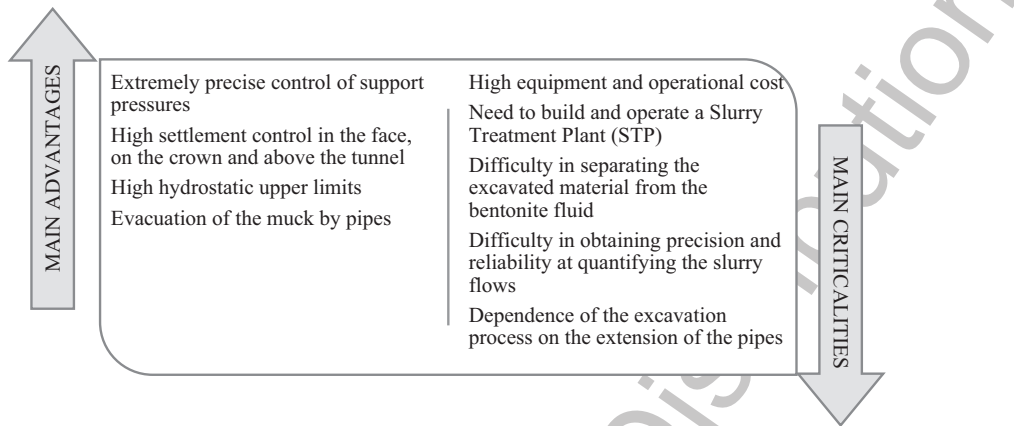 MAIN ADVANTAGES
Extremely precise control of support
pressures
High settlement control in the face,
on the crown and above the tunnel
High hydrostatic upper limits
Evacuation of the muck by pipes
High equipment and operational cost
Need to build and operate a Slurry
Treatment Plant (STP)
Difficulty in separating the
excavated material from the
bentonite fluid
Difficulty in obtaining precision and
reliability at quantifying the slurry
flows
Dependence of the excavation
process on the extension of the pipes
MAIN CRITICALITIES